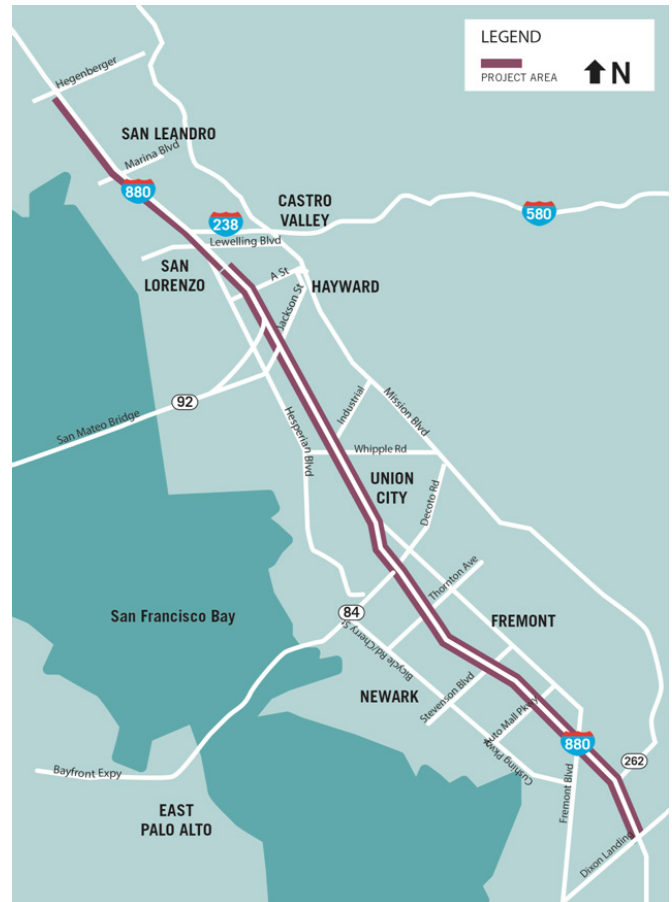 LEGEND
PROJECT AREA
N
Hegenberger
SAN LEANDRO
Marina Blvd
880
CASTRO
VALLEY
238
580
Lewelling Blvd
SAN
LORENZO
A St
HAYWARD
Jackson St
92
San Mateo Bridge
Hesperian Blvd
Industrial
Mission Blvd
Whipple Rd
UNION
CITY
Decoto Rd
Thornton Ave
84
San Francisco Bay
Bicycle Rd/Cherry St
FREMONT
NEWARK
Stevenson Blvd
Auto Mall Pkwy
Cushing Pkwy
880
262
Fremont Blvd
Bayfront Expy
EAST
PALO ALTO
Dixon Landing